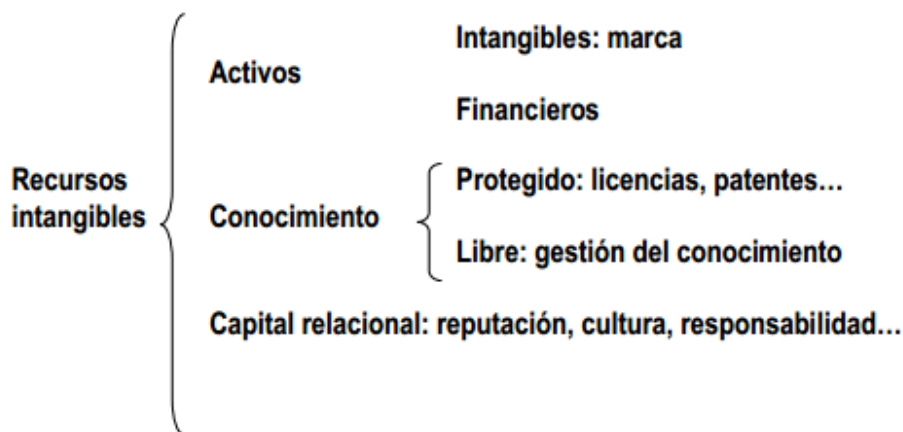 Intangibles: marca
Activos
Financieros
Recursos
intangibles
Protegido: licencias, patentes…
Conocimiento
Libre: gestión del conocimiento
Capital relacional: reputación, cultura, responsabilidad…